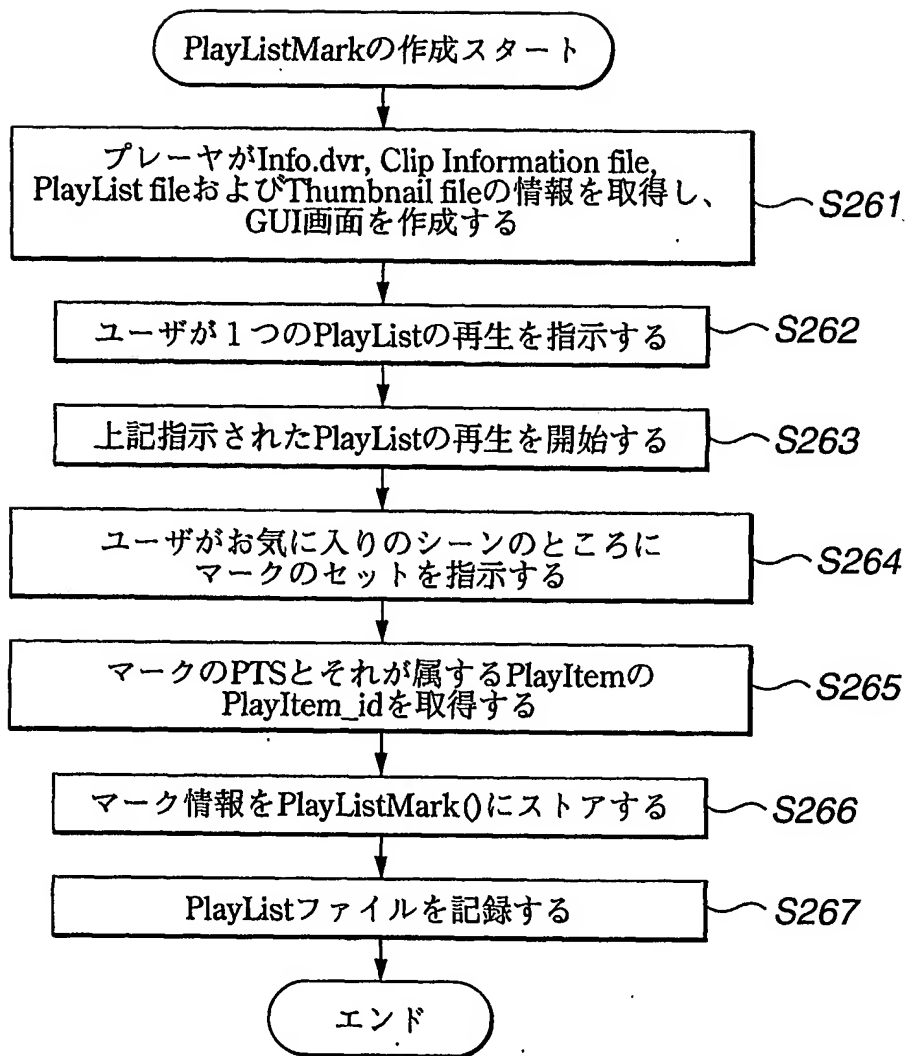 PlayListMarkの作成スタート
プレーヤがInfo.dvr, Clip Information file,
PlayList fileおよびThumbnail fileの情報を取得し、
GUI画面を作成する
S261
ユーザが１つのPlayListの再生を指示する
S262
上記指示されたPlayListの再生を開始する
S263
ユーザがお気に入りのシーンのところに
マークのセットを指示する
S264
マークのPTSとそれが属するPlayItemの
PlayItem_idを取得する
S265
マーク情報をPlayListMark()にストアする
S266
PlayListファイルを記録する
S267
エンド